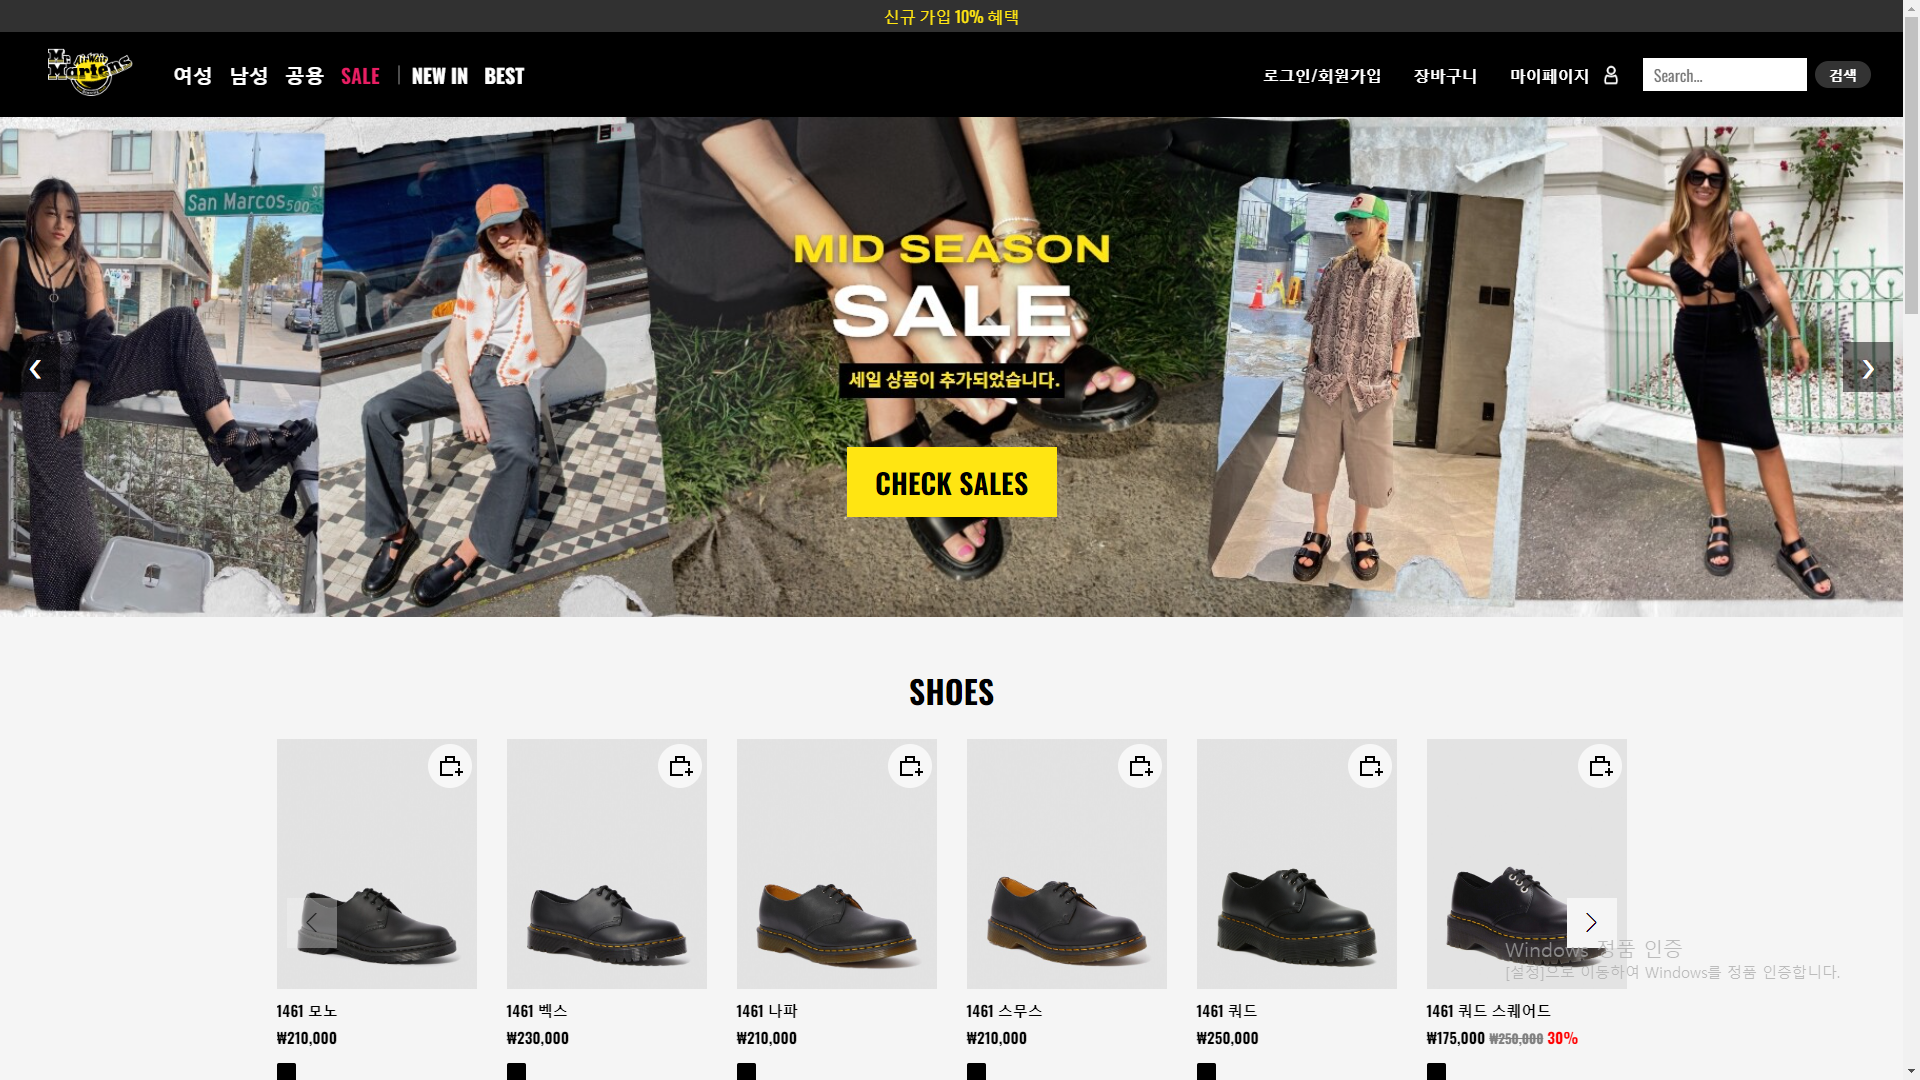 신규 가입 10% 혜택
Mr. AirWair
Martens
여성 남성 공용 SALE | NEW IN BEST
로그인/회원가입 장바구니 마이페이지 Search... 검색
San Marcos 500 ST
AT&T
MID SEASON
SALE
세일 상품이 추가되었습니다.
CHECK SALES
SHOES
1461 모노
₩210,000
1461 벡스
₩230,000
1461 나파
₩210,000
1461 스무스
₩210,000
1461 쿼드
₩250,000
1461 쿼드 스퀘어드
₩175,000 ₩250,000 30%
Windows 정품 인증
[설정]으로 이동하여 Windows를 정품 인증합니다.